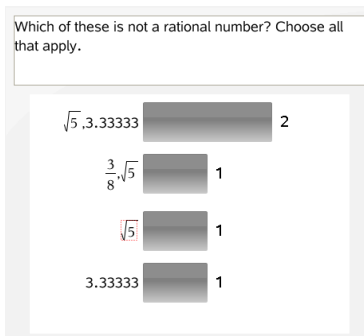 Which of these is not a rational number? Choose all
that apply.
√5,3.33333 2
3/8,√5 1
√5 1
3.33333 1